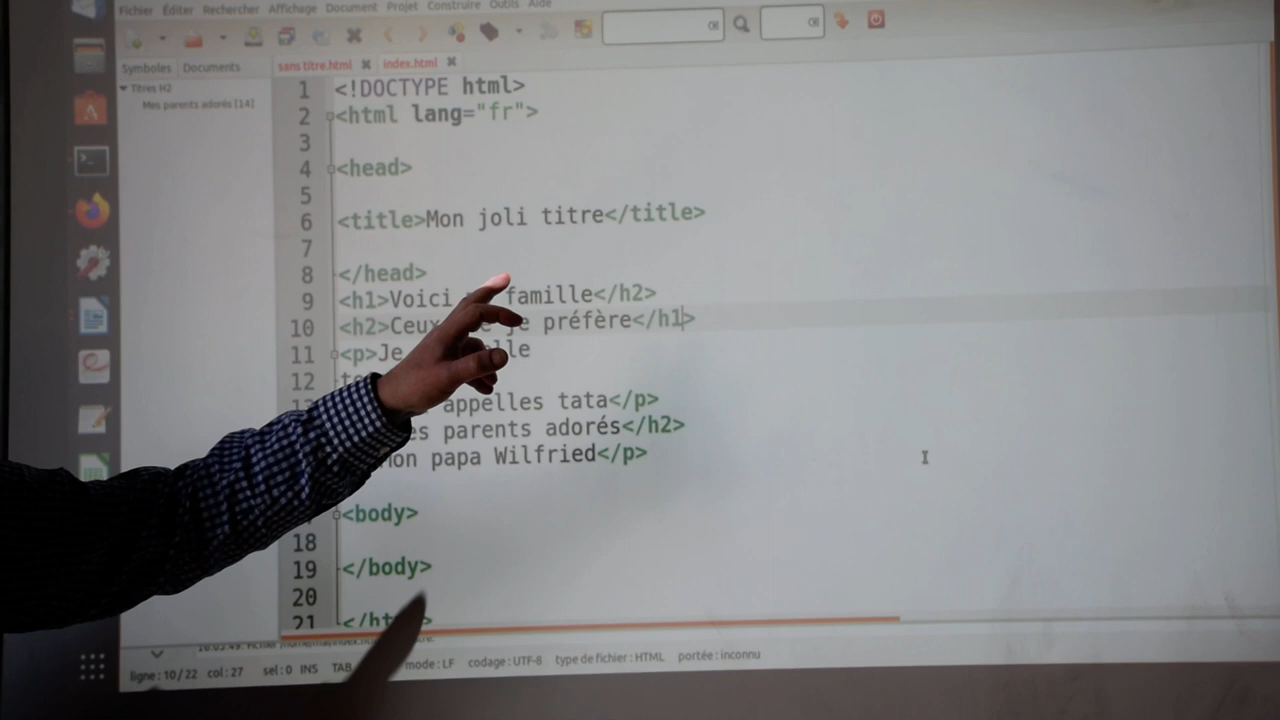 Fichier Éditer Rechercher Affichage Document Projet Construire Outils Aide
Symboles Documents sans titre.html index.html
Titres H2
Mes parents adorés [14]
1 <!DOCTYPE html>
2 <html lang="fr">
3
4 <head>
5
6 <title>Mon joli titre</title>
7
8 </head>
9 <h1>Voici famille</h2>
10 <h2>Ceux je préfère</h1>
11 <p>Je
12
appelles tata</p>
parents adorés</h2>
mon papa Wilfried</p>
<body>
18
19 </body>
20
21
ligne : 10 / 22 col : 27 sel : 0 INS TAB mode : LF codage : UTF-8 type de fichier : HTML portée : inconnu